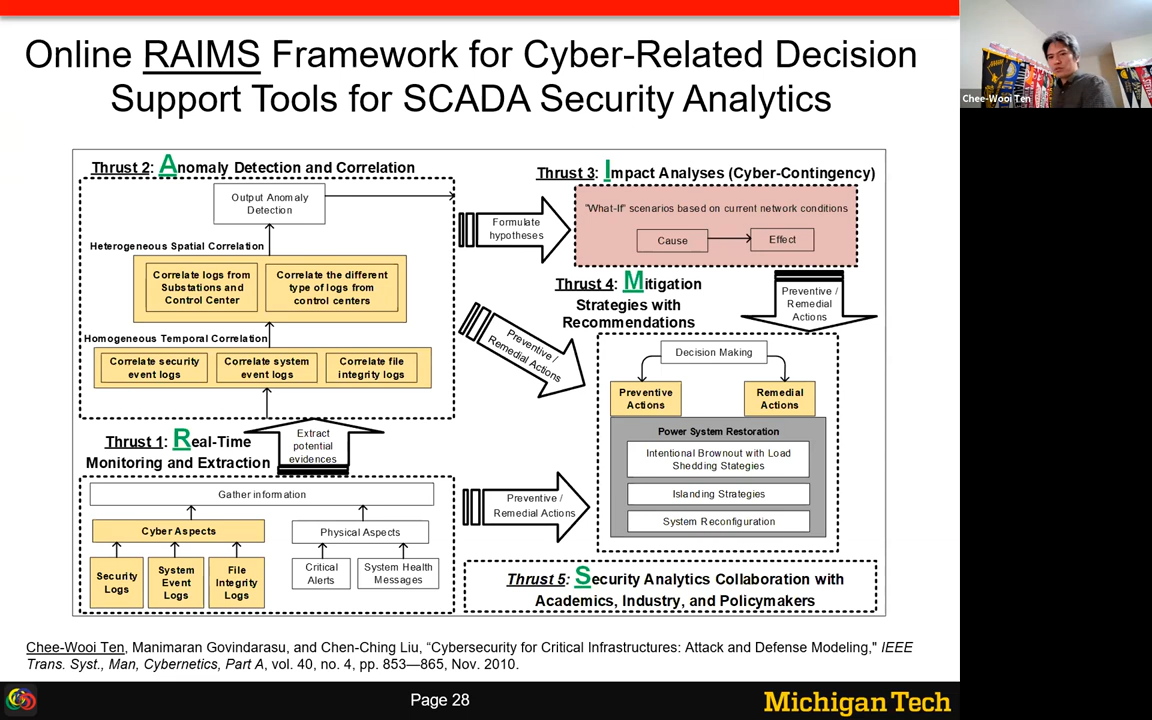 Online RAIMS Framework for Cyber-Related Decision
Support Tools for SCADA Security Analytics
Chee-Wooi Ten
Thrust 2: Anomaly Detection and Correlation
Output Anomaly
Detection
Heterogeneous Spatial Correlation
Correlate logs from
Substations and
Control Center
Correlate the different
type of logs from
control centers
Homogeneous Temporal Correlation
Correlate security
event logs
Correlate system
event logs
Correlate file
integrity logs
Thrust 1: Real-Time
Monitoring and Extraction
Extract
potential
evidences
Gather information
Cyber Aspects
Physical Aspects
Security
Logs
System
Event
Logs
File
Integrity
Logs
Critical
Alerts
System Health
Messages
Formulate
hypotheses
Preventive /
Remedial Actions
Preventive /
Remedial Actions
Thrust 3: Impact Analyses (Cyber-Contingency)
"What-If" scenarios based on current network conditions
Cause
Effect
Thrust 4: Mitigation
Strategies with
Recommendations
Preventive /
Remedial
Actions
Decision Making
Preventive
Actions
Remedial
Actions
Power System Restoration
Intentional Brownout with Load
Shedding Stategies
Islanding Strategies
System Reconfiguration
Thrust 5: Security Analytics Collaboration with
Academics, Industry, and Policymakers
Chee-Wooi Ten, Manimaran Govindarasu, and Chen-Ching Liu, “Cybersecurity for Critical Infrastructures: Attack and Defense Modeling," IEEE
Trans. Syst., Man, Cybernetics, Part A, vol. 40, no. 4, pp. 853—865, Nov. 2010.
Page 28
Michigan Tech